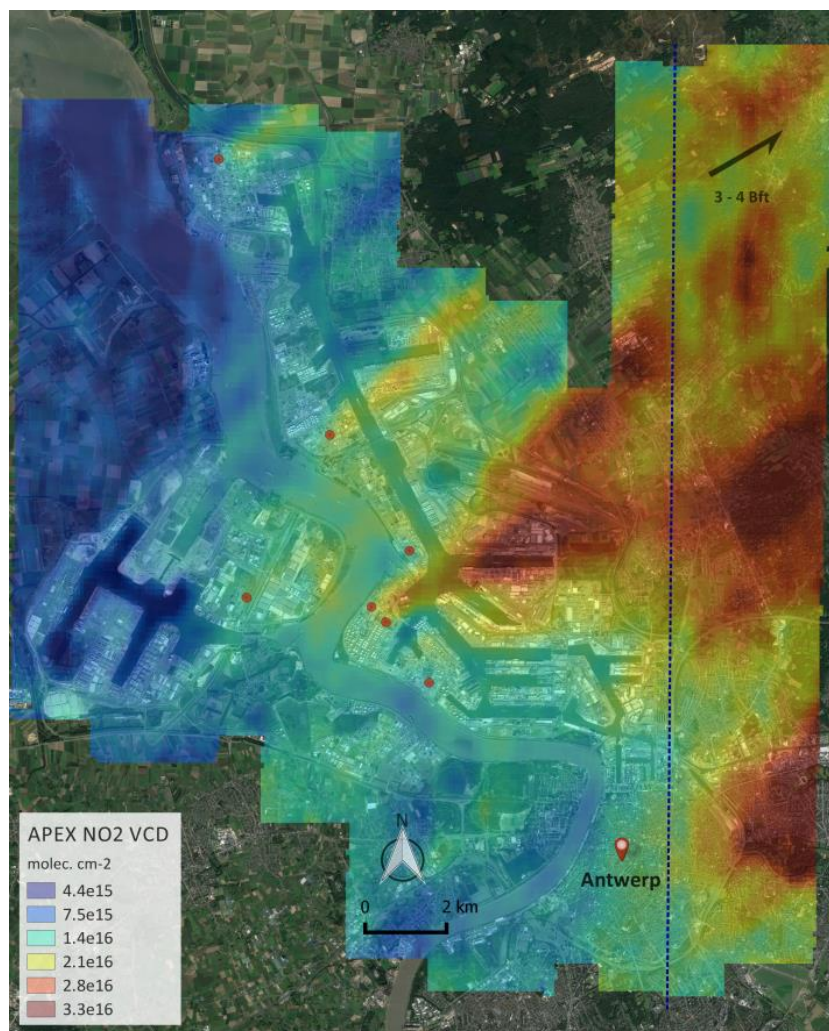 3 - 4 Bft
APEX NO2 VCD
molec. cm-2
4.4e15
7.5e15
1.4e16
2.1e16
2.8e16
3.3e16
N
0 2 km
Antwerp